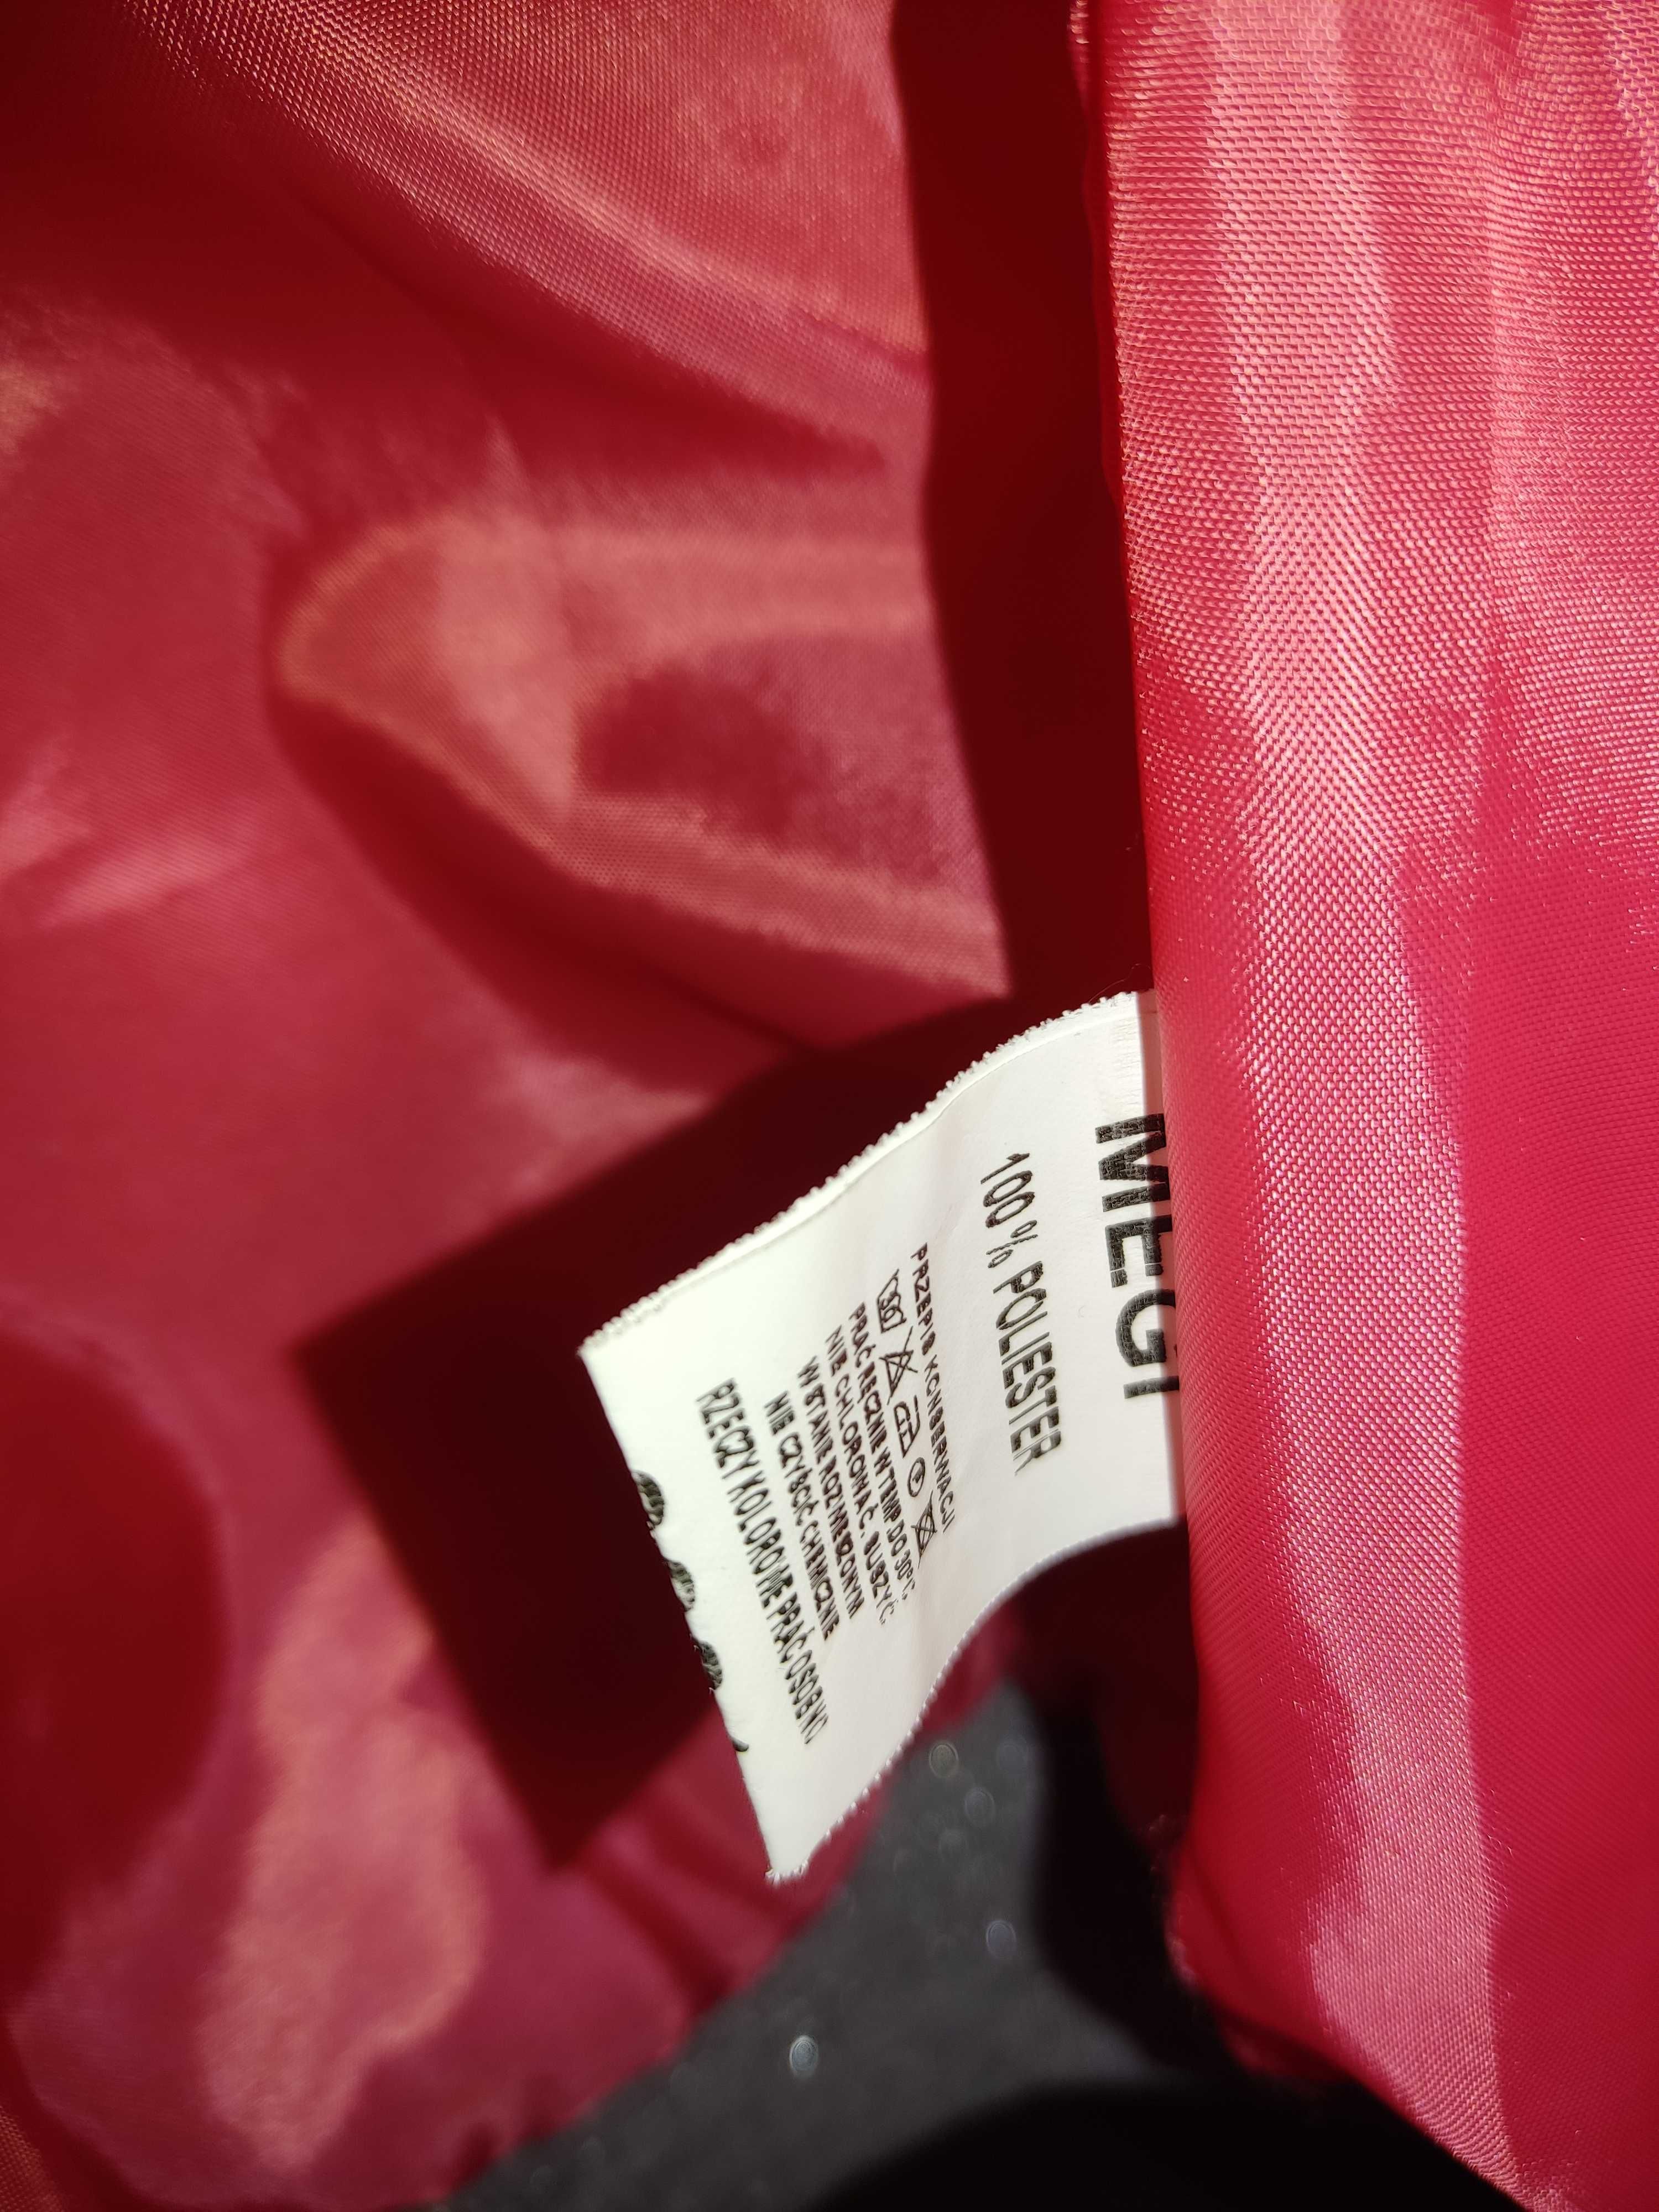 MEGI
100 % POLIESTER
PRZEPIS KONSERWACJI
30
PRAĆ RĘCZNIE W TEMP DO 30°C
NIE CHLOROWAĆ. SUSZYĆ
W STANIE ROZWIESZONYM
NIE CZYŚCIĆ CHEMICZNIE
RZECZY KOLOROWE PRAĆ OSOBNO